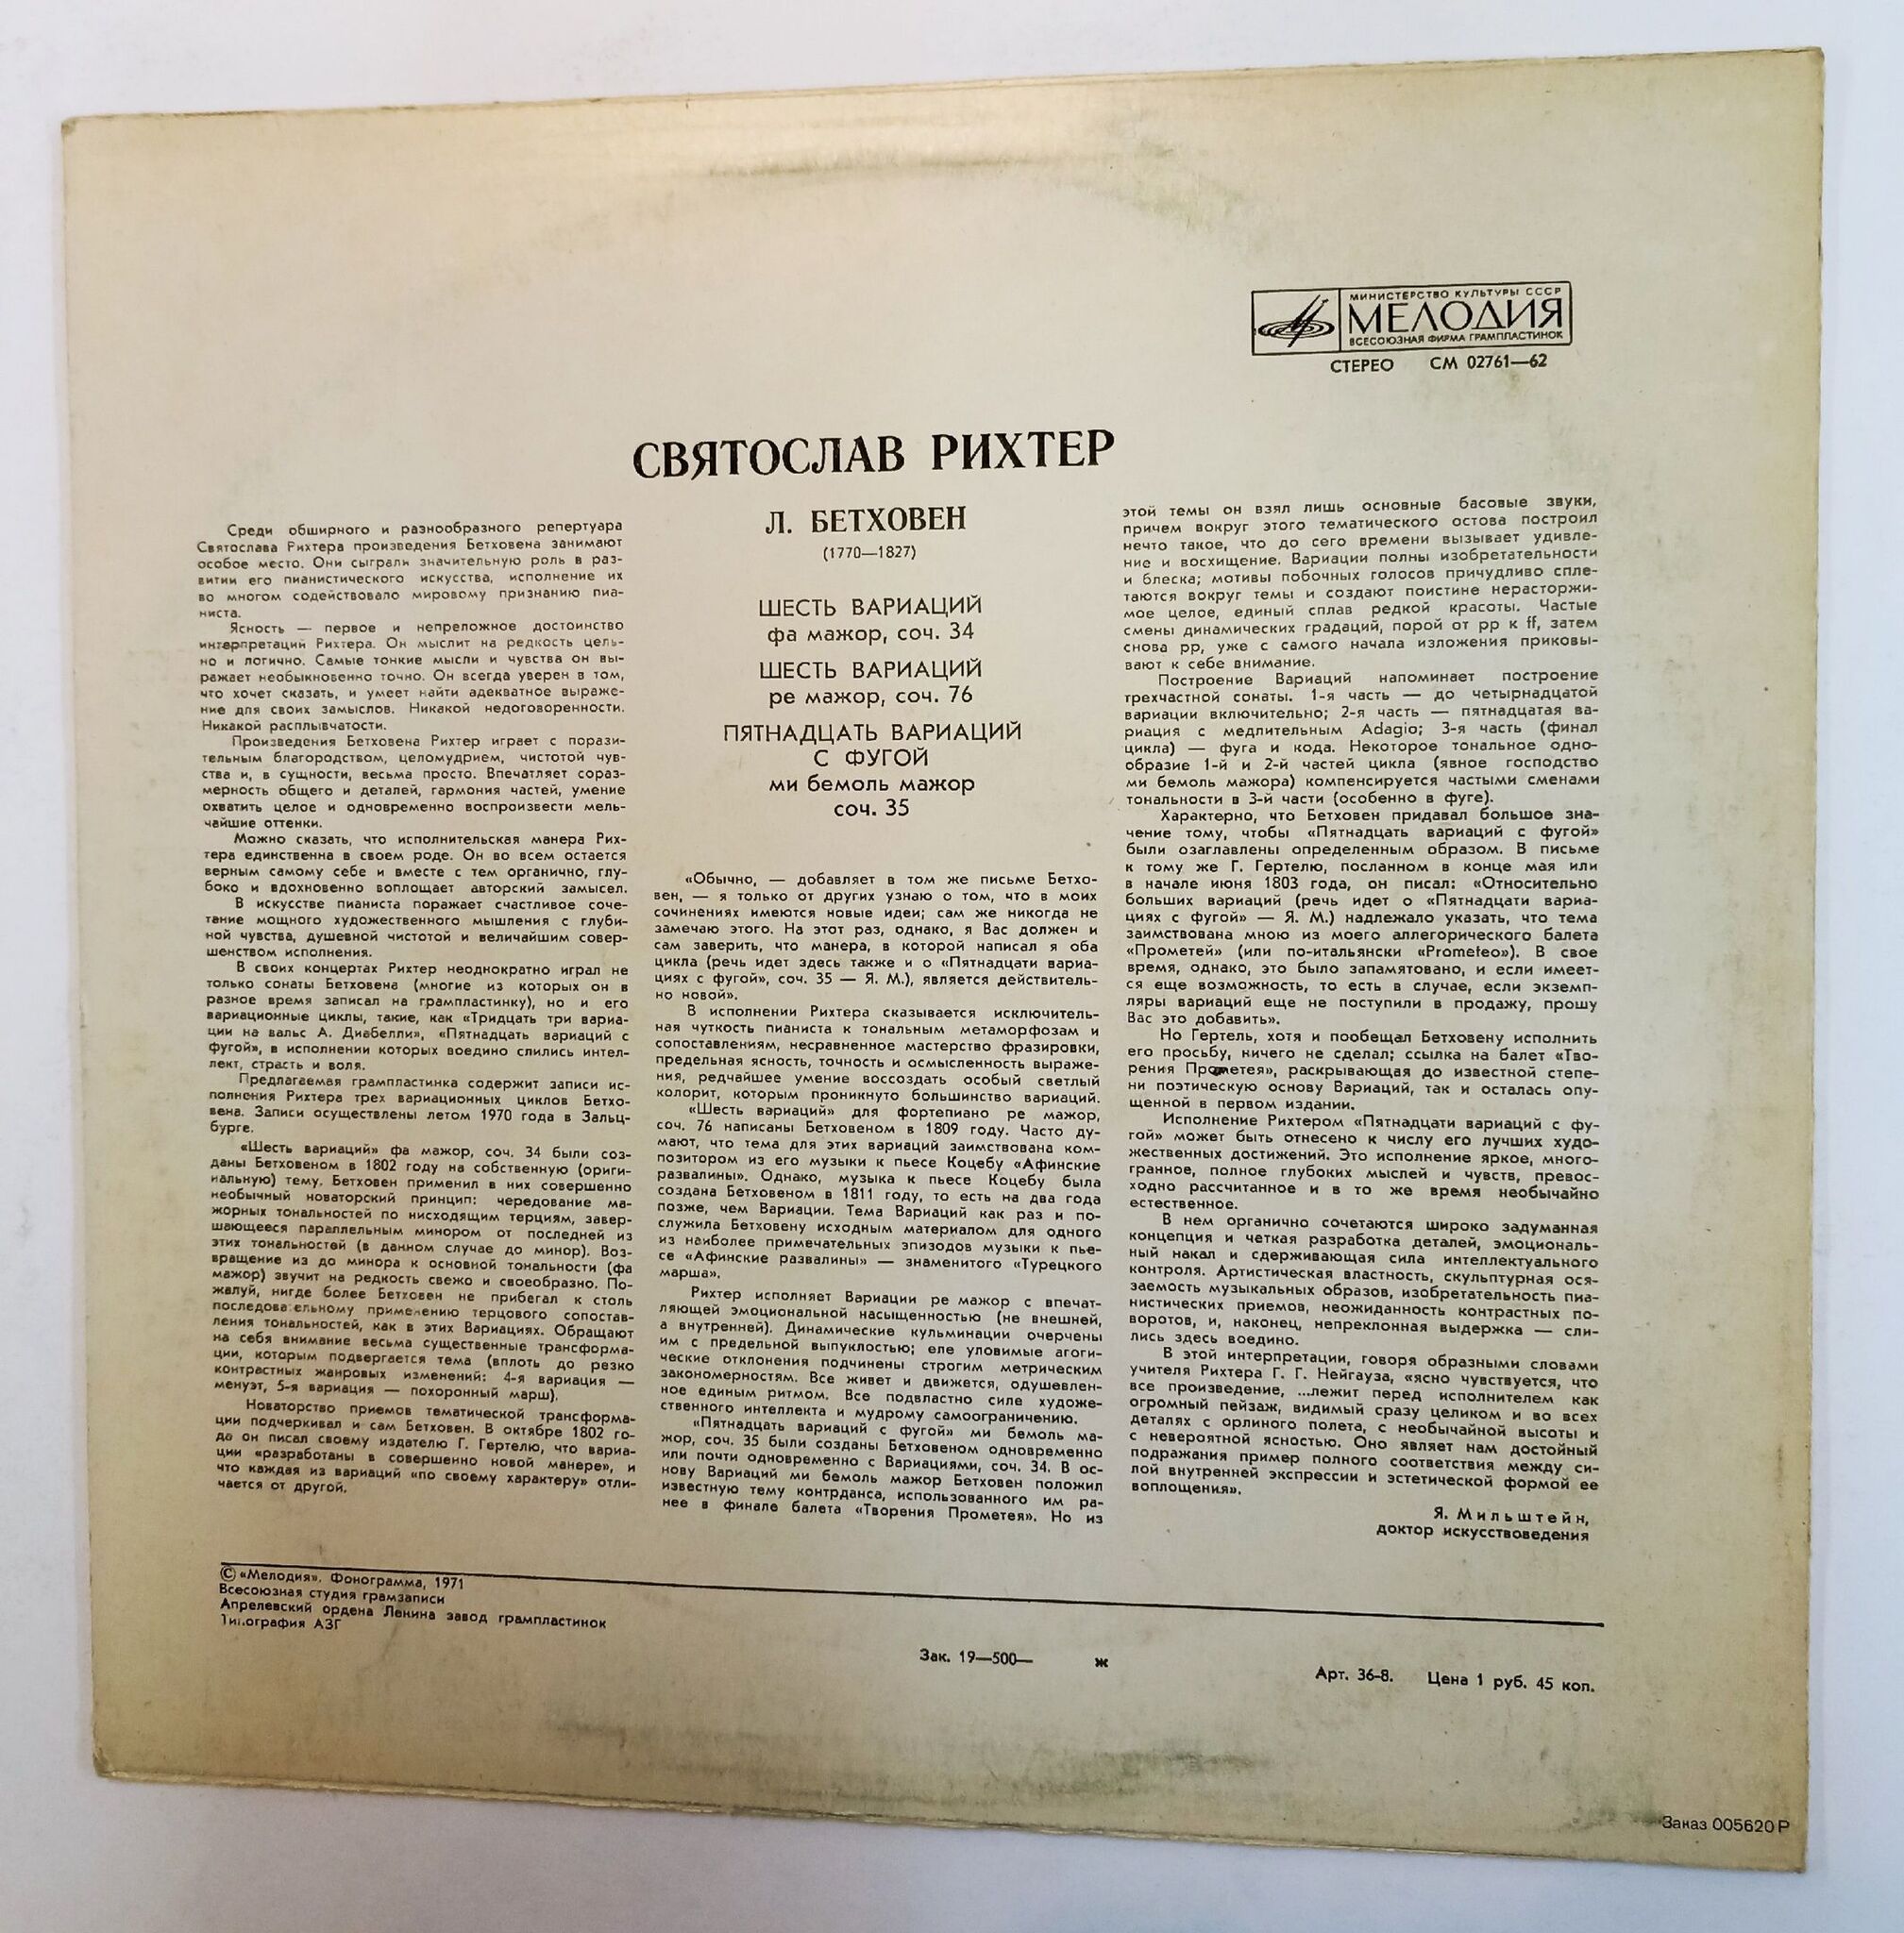 МИНИСТЕРСТВО КУЛЬТУРЫ СССР
МЕЛОДИЯ
ВСЕСОЮЗНАЯ ФИРМА ГРАМПЛАСТИНОК
СТЕРЕО СМ 02761—62
СВЯТОСЛАВ РИХТЕР
Среди обширного и разнообразного репертуара
Святослава Рихтера произведения Бетховена занимают
особое место. Они сыграли значительную роль в раз-
витии его пианистического искусства, исполнение их
во многом содействовало мировому признанию пиа-
ниста.
Ясность — первое и непреложное достоинство
интерпретаций Рихтера. Он мыслит на редкость цель-
но и логично. Самые тонкие мысли и чувства он вы-
ражает необыкновенно точно. Он всегда уверен в том,
что хочет сказать, и умеет найти адекватное выраже-
ние для своих замыслов. Никакой недоговоренности.
Никакой расплывчатости.
Произведения Бетховена Рихтер играет с порази-
тельным благородством, целомудрием, чистотой чув-
ства и, в сущности, весьма просто. Впечатляет сораз-
мерность общего и деталей, гармония частей, умение
охватить целое и одновременно воспроизвести мель-
чайшие оттенки.
Можно сказать, что исполнительская манера Рих-
тера единственна в своем роде. Он во всем остается
верным самому себе и вместе с тем органично, глу-
боко и вдохновенно воплощает авторский замысел.
В искусстве пианиста поражает счастливое соче-
тание мощного художественного мышления с глуби-
ной чувства, душевной чистотой и величайшим совер-
шенством исполнения.
В своих концертах Рихтер неоднократно играл не
только сонаты Бетховена (многие из которых он в
разное время записал на грампластинку), но и его
вариационные циклы, такие, как «Тридцать три вариа-
ции на вальс А. Диабелли», «Пятнадцать вариаций с
фугой», в исполнении которых воедино слились интел-
лект, страсть и воля.
Предлагаемая грампластинка содержит записи ис-
полнения Рихтера трех вариационных циклов Бетхо-
вена. Записи осуществлены летом 1970 года в Зальц-
бурге.
«Шесть вариаций» фа мажор, соч. 34 были соз-
даны Бетховеном в 1802 году на собственную (ориги-
нальную) тему. Бетховен применил в них совершенно
необычный новаторский принцип: чередование ма-
жорных тональностей по нисходящим терциям, завер-
шающееся параллельным минором от последней из
этих тональностей (в данном случае до минор). Воз-
вращение из до минора к основной тональности (фа
мажор) звучит на редкость свежо и своеобразно. По-
жалуй, нигде более Бетховен не прибегал к столь
последовательному применению терцового сопостав-
ления тональностей, как в этих Вариациях. Обращают
на себя внимание весьма существенные трансформа-
ции, которым подвергается тема (вплоть до резко
контрастных жанровых изменений: 4-я вариация —
менуэт, 5-я вариация — похоронный марш).
Новаторство приемов тематической трансформа-
ции подчеркивал и сам Бетховен. В октябре 1802 го-
да он писал своему издателю Г. Гертелю, что вариа-
ции «разработаны в совершенно новой манере», и
что каждая из вариаций «по своему характеру» отли-
чается от другой.
Л. БЕТХОВЕН
(1770—1827)
ШЕСТЬ ВАРИАЦИЙ
фа мажор, соч. 34
ШЕСТЬ ВАРИАЦИЙ
ре мажор, соч. 76
ПЯТНАДЦАТЬ ВАРИАЦИЙ
С ФУГОЙ
ми бемоль мажор
соч. 35
«Обычно, — добавляет в том же письме Бетхо-
вен, — я только от других узнаю о том, что в моих
сочинениях имеются новые идеи; сам же никогда не
замечаю этого. На этот раз, однако, я Вас должен и
сам заверить, что манера, в которой написал я оба
цикла (речь идет здесь также и о «Пятнадцати вариа-
циях с фугой», соч. 35 — Я. М.), является действитель-
но новой».
В исполнении Рихтера сказывается исключитель-
ная чуткость пианиста к тональным метаморфозам и
сопоставлениям, несравненное мастерство фразировки,
предельная ясность, точность и осмысленность выраже-
ния, редчайшее умение воссоздать особый светлый
колорит, которым проникнуто большинство вариаций.
«Шесть вариаций» для фортепиано ре мажор,
соч. 76 написаны Бетховеном в 1809 году. Часто ду-
мают, что тема для этих вариаций заимствована ком-
позитором из его музыки к пьесе Коцебу «Афинские
развалины». Однако, музыка к пьесе Коцебу была
создана Бетховеном в 1811 году, то есть на два года
позже, чем Вариации. Тема Вариаций как раз и по-
служила Бетховену исходным материалом для одного
из наиболее примечательных эпизодов музыки к пье-
се «Афинские развалины» — знаменитого «Турецкого
марша».
Рихтер исполняет Вариации ре мажор с впечат-
ляющей эмоциональной насыщенностью (не внешней,
а внутренней). Динамические кульминации очерчены
им с предельной выпуклостью; еле уловимые агоги-
ческие отклонения подчинены строгим метрическим
закономерностям. Все живет и движется, одушевлен-
ное единым ритмом. Все подвластно силе художе-
ственного интеллекта и мудрому самоограничению.
«Пятнадцать вариаций с фугой» ми бемоль ма-
жор, соч. 35 были созданы Бетховеном одновременно
или почти одновременно с Вариациями, соч. 34. В ос-
нову Вариаций ми бемоль мажор Бетховен положил
известную тему контрданса, использованного им ра-
нее в финале балета «Творения Прометея». Но из
этой темы он взял лишь основные басовые звуки,
причем вокруг этого тематического остова построил
нечто такое, что до сего времени вызывает удивле-
ние и восхищение. Вариации полны изобретательности
и блеска; мотивы побочных голосов причудливо спле-
таются вокруг темы и создают поистине нерасторжи-
мое целое, единый сплав редкой красоты. Частые
смены динамических градаций, порой от pp к ff, затем
снова pp, уже с самого начала изложения приковы-
вают к себе внимание.
Построение Вариаций напоминает построение
трехчастной сонаты. 1-я часть — до четырнадцатой
вариации включительно; 2-я часть — пятнадцатая ва-
риация с медлительным Adagio; 3-я часть (финал
цикла) — фуга и кода. Некоторое тональное одно-
образие 1-й и 2-й частей цикла (явное господство
ми бемоль мажора) компенсируется частыми сменами
тональности в 3-й части (особенно в фуге).
Характерно, что Бетховен придавал большое зна-
чение тому, чтобы «Пятнадцать вариаций с фугой»
были озаглавлены определенным образом. В письме
к тому же Г. Гертелю, посланном в конце мая или
в начале июня 1803 года, он писал: «Относительно
больших вариаций (речь идет о «Пятнадцати вариа-
циях с фугой» — Я. М.) надлежало указать, что тема
заимствована мною из моего аллегорического балета
«Прометей» (или по-итальянски «Prometeo»). В свое
время, однако, это было запамятовано, и если имеет-
ся еще возможность, то есть в случае, если экземп-
ляры вариаций еще не поступили в продажу, прошу
Вас это добавить».
Но Гертель, хотя и пообещал Бетховену исполнить
его просьбу, ничего не сделал; ссылка на балет «Тво-
рения Прометея», раскрывающая до известной степе-
ни поэтическую основу Вариаций, так и осталась опу-
щенной в первом издании.
Исполнение Рихтером «Пятнадцати вариаций с фу-
гой» может быть отнесено к числу его лучших худо-
жественных достижений. Это исполнение яркое, много-
гранное, полное глубоких мыслей и чувств, превос-
ходно рассчитанное и в то же время необычайно
естественное.
В нем органично сочетаются широко задуманная
концепция и четкая разработка деталей, эмоциональ-
ный накал и сдерживающая сила интеллектуального
контроля. Артистическая властность, скульптурная ося-
заемость музыкальных образов, изобретательность пиа-
нистических приемов, неожиданность контрастных по-
воротов, и, наконец, непреклонная выдержка — сли-
лись здесь воедино.
В этой интерпретации, говоря образными словами
учителя Рихтера Г. Г. Нейгауза, «ясно чувствуется, что
все произведение, ...лежит перед исполнителем как
огромный пейзаж, видимый сразу целиком и во всех
деталях с орлиного полета, с необычайной высоты и
с невероятной ясностью. Оно являет нам достойный
подражания пример полного соответствия между си-
лой внутренней экспрессии и эстетической формой ее
воплощения».
Я. Мильштейн,
доктор искусствоведения
© «Мелодия». Фонограмма, 1971
Всесоюзная студия грамзаписи
Апрелевский ордена Ленина завод грампластинок
Типография АЗГ
Зак. 19—500— ж
Арт. 36-8. Цена 1 руб. 45 коп.
Заказ 005620 Р